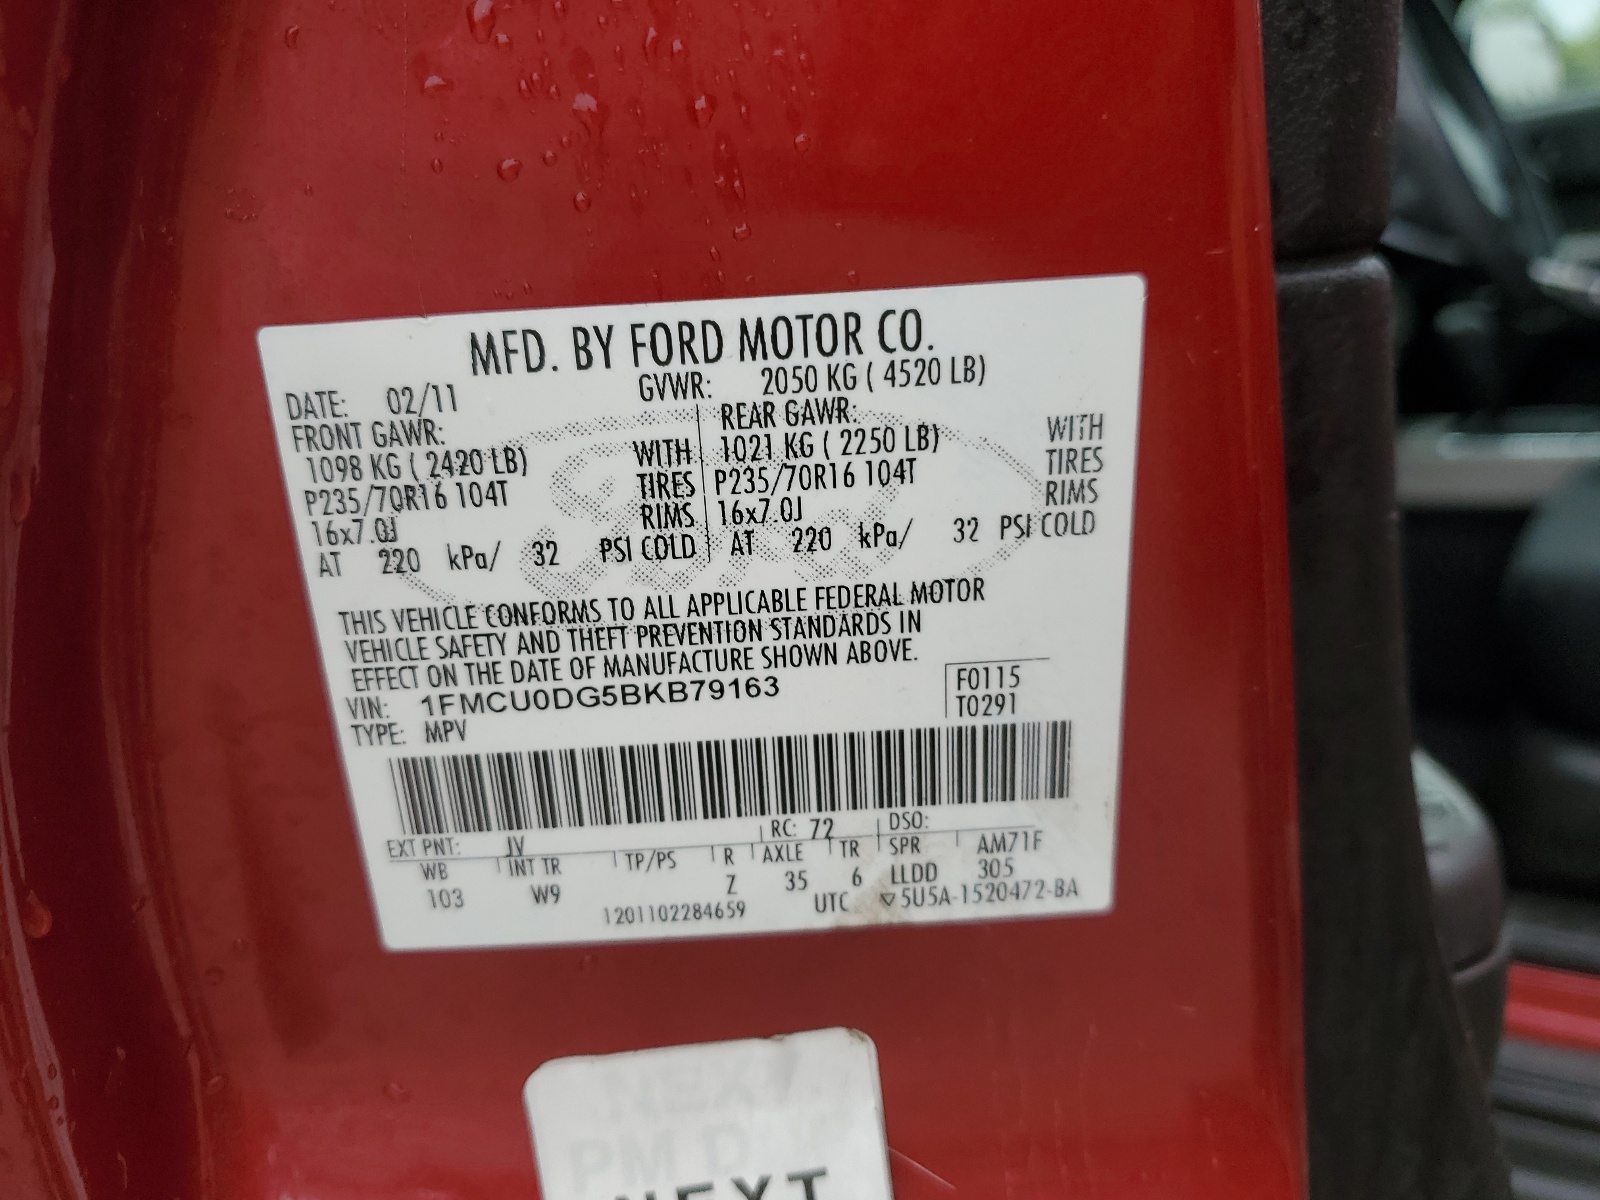 MFD. BY FORD MOTOR CO.
DATE: 02/11 GVWR: 2050 KG ( 4520 LB)
FRONT GAWR: REAR GAWR:
1098 KG ( 2420 LB) WITH 1021 KG ( 2250 LB) WITH
P235/70R16 104T TIRES P235/70R16 104T TIRES
16x7.0J RIMS 16x7.0J RIMS
AT 220 kPa/ 32 PSI COLD AT 220 kPa/ 32 PSI COLD
THIS VEHICLE CONFORMS TO ALL APPLICABLE FEDERAL MOTOR
VEHICLE SAFETY AND THEFT PREVENTION STANDARDS IN
EFFECT ON THE DATE OF MANUFACTURE SHOWN ABOVE.
VIN: 1FMCU0DG5BKB79163 F0115
TYPE: MPV T0291
EXT PNT: JV RC: 72 DSO:
WB INT TR TP/PS R AXLE TR SPR AM71F
103 W9 Z 35 6 LLDD 305
1201102284659 UTC ▽5U5A-1520472-BA
NEXT
PM D
NEXT